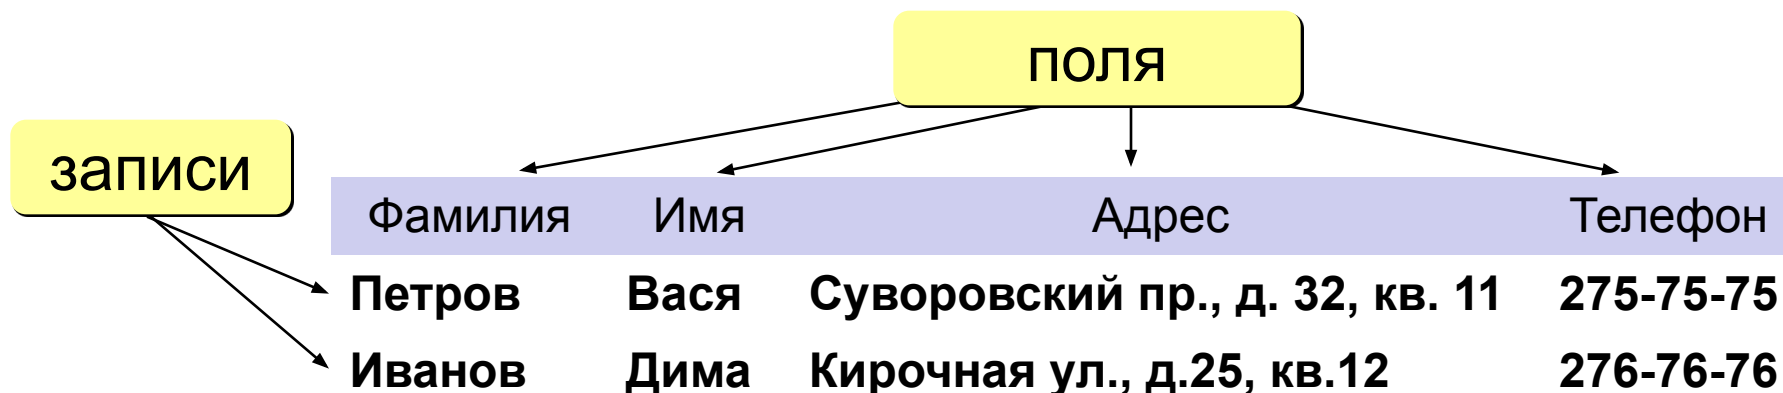 поля
записи
Фамилия Имя Адрес Телефон
Петров Вася Суворовский пр., д. 32, кв. 11 275-75-75
Иванов Дима Кирочная ул., д.25, кв.12 276-76-76